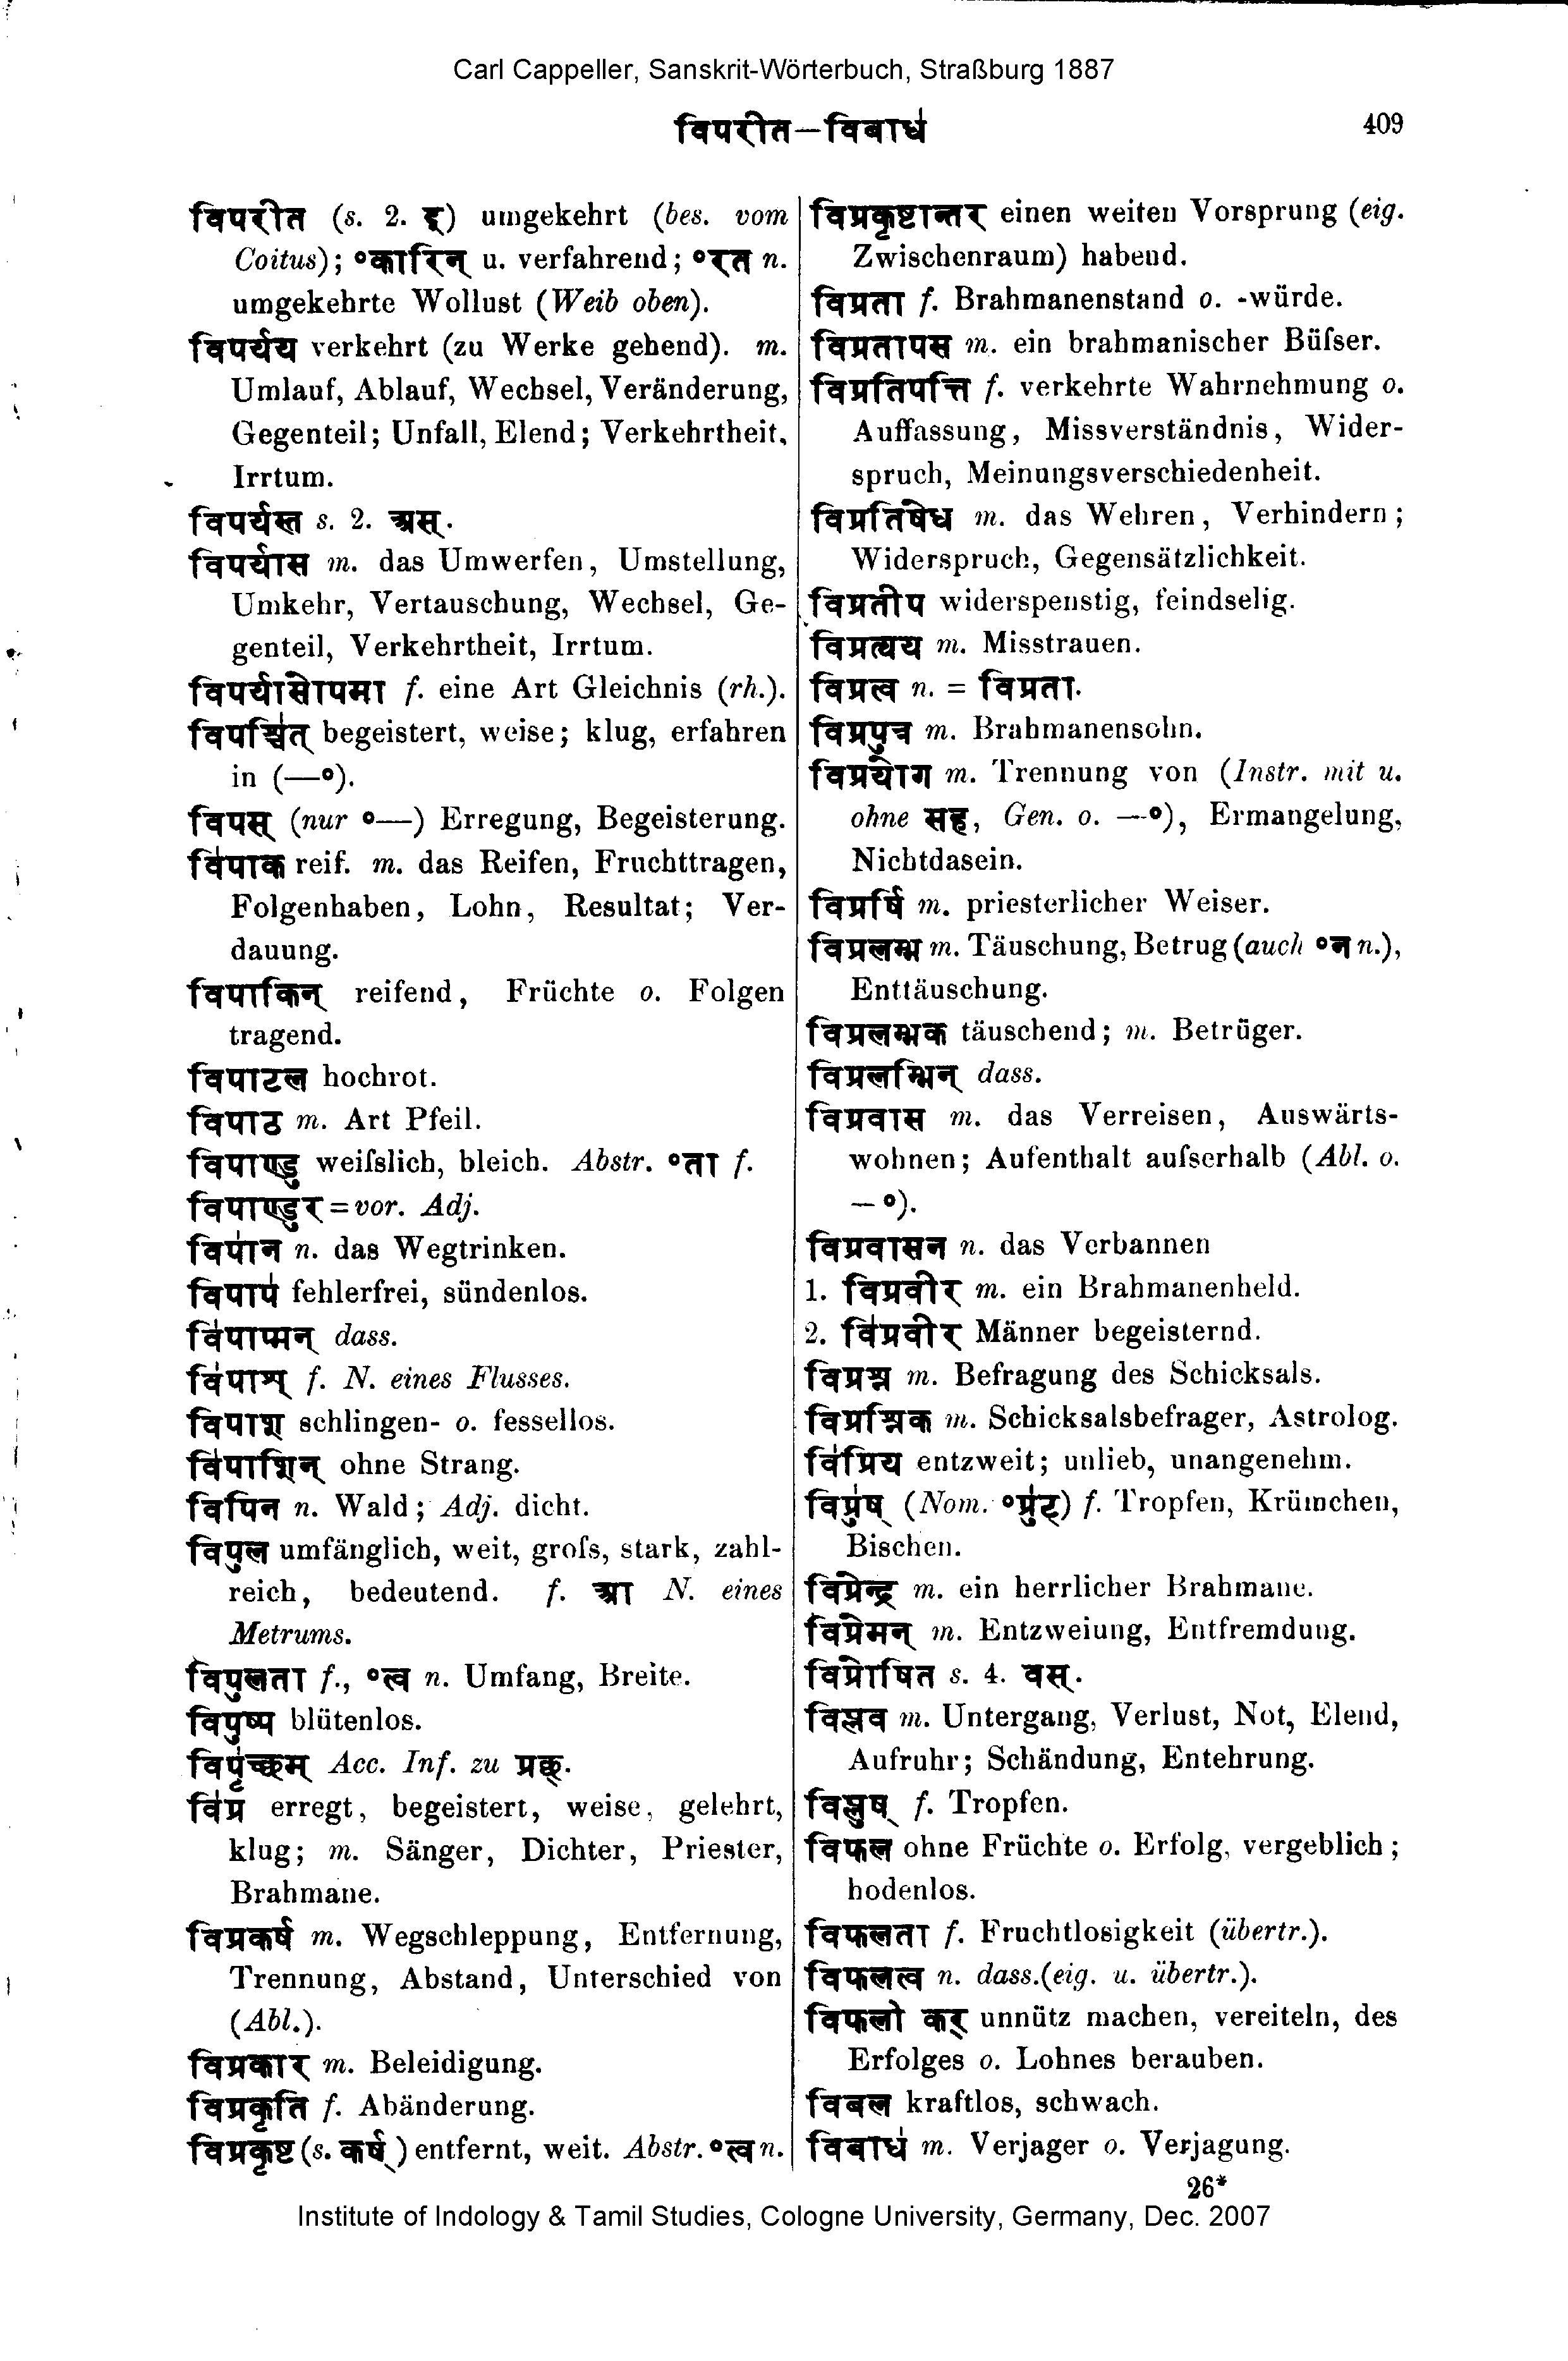 Carl Cappeller, Sanskrit-Wörterbuch, Straßburg 1887
विपरीत—विबाध॑
409
विपरीत (s. 2. इ) umgekehrt (bes. vom
Coitus); °कारिन् u. verfahrend; °रत n.
umgekehrte Wollust (Weib oben).
विपर्यय verkehrt (zu Werke gehend). m.
Umlauf, Ablauf, Wechsel, Veränderung,
Gegenteil; Unfall, Elend; Verkehrtheit,
Irrtum.
विपर्यस्त s. 2. अस्.
विपर्यास m. das Umwerfen, Umstellung,
Umkehr, Vertauschung, Wechsel, Ge-
genteil, Verkehrtheit, Irrtum.
विपर्यासोपमा f. eine Art Gleichnis (rh.).
विपश्चि॑त् begeistert, weise; klug, erfahren
in (—°).
विपस् (nur °—) Erregung, Begeisterung.
वि॑पाक reif. m. das Reifen, Fruchttragen,
Folgenhaben, Lohn, Resultat; Ver-
dauung.
विपाकिन् reifend, Früchte o. Folgen
tragend.
विपाटल hochrot.
विपाठ m. Art Pfeil.
विपाण्डु weiſslich, bleich. Abstr. °ता f.
विपाण्डुर = vor. Adj.
विपा॑न n. das Wegtrinken.
विपाप॑ fehlerfrei, sündenlos.
वि॑पाप्मन् dass.
वि॑पाश् f. N. eines Flusses.
विपाश schlingen- o. fessellos.
वि॑पाशिन् ohne Strang.
विपिन n. Wald; Adj. dicht.
विपुल umfänglich, weit, groſs, stark, zahl-
reich, bedeutend. f. आ N. eines
Metrums.
विपुलता f., °त्व n. Umfang, Breite.
विपुष्प blütenlos.
विपृ॑च्छम् Acc. Inf. zu प्रछ्.
वि॑प्र erregt, begeistert, weise, gelehrt,
klug; m. Sänger, Dichter, Priester,
Brahmane.
विप्रकर्ष m. Wegschleppung, Entfernung,
Trennung, Abstand, Unterschied von
(Abl.).
विप्रकार m. Beleidigung.
विप्रकृति f. Abänderung.
विप्रकृष्ट (s. कर्ष्) entfernt, weit. Abstr. °त्व n.
विप्रकृष्टान्तर einen weiten Vorsprung (eig.
Zwischenraum) habend.
विप्रता f. Brahmanenstand o. -würde.
विप्रतापस m. ein brahmanischer Büſser.
विप्रतिपत्ति f. verkehrte Wahrnehmung o.
Auffassung, Missverständnis, Wider-
spruch, Meinungsverschiedenheit.
विप्रतिषेध m. das Wehren, Verhindern;
Widerspruch, Gegensätzlichkeit.
विप्रतीप widerspenstig, feindselig.
विप्रत्यय m. Misstrauen.
विप्रत्व n. = विप्रता.
विप्रपुत्र m. Brahmanensohn.
विप्रयोग m. Trennung von (Instr. mit u.
ohne सह, Gen. o. —°), Ermangelung,
Nichtdasein.
विप्रर्षि m. priesterlicher Weiser.
विप्रलम्भ m. Täuschung, Betrug (auch °न n.),
Enttäuschung.
विप्रलम्भक täuschend; m. Betrüger.
विप्रलम्भिन् dass.
विप्रवास m. das Verreisen, Auswärts-
wohnen; Aufenthalt auſserhalb (Abl. o.
—°).
विप्रवासन n. das Verbannen
1. विप्रवीर m. ein Brahmanenheld.
2. वि॑प्रवीर Männer begeisternd.
विप्रश्न m. Befragung des Schicksals.
विप्रश्निक m. Schicksalsbefrager, Astrolog.
वि॑प्रिय entzweit; unlieb, unangenehm.
विप्रु॑ष् (Nom. °प्रु॑ट्) f. Tropfen, Krümchen,
Bischen.
विप्रेन्द्र m. ein herrlicher Brahmane.
विप्रेमन् m. Entzweiung, Entfremdung.
विप्रोषित s. 4. वस्.
विप्लव m. Untergang, Verlust, Not, Elend,
Aufruhr; Schändung, Entehrung.
विप्लुष् f. Tropfen.
विफल ohne Früchte o. Erfolg, vergeblich;
hodenlos.
विफलता f. Fruchtlosigkeit (übertr.).
विफलत्व n. dass. (eig. u. übertr.).
विफली कर् unnütz machen, vereiteln, des
Erfolges o. Lohnes berauben.
विबल kraftlos, schwach.
विबाध॑ m. Verjager o. Verjagung.
26*
Institute of Indology & Tamil Studies, Cologne University, Germany, Dec. 2007